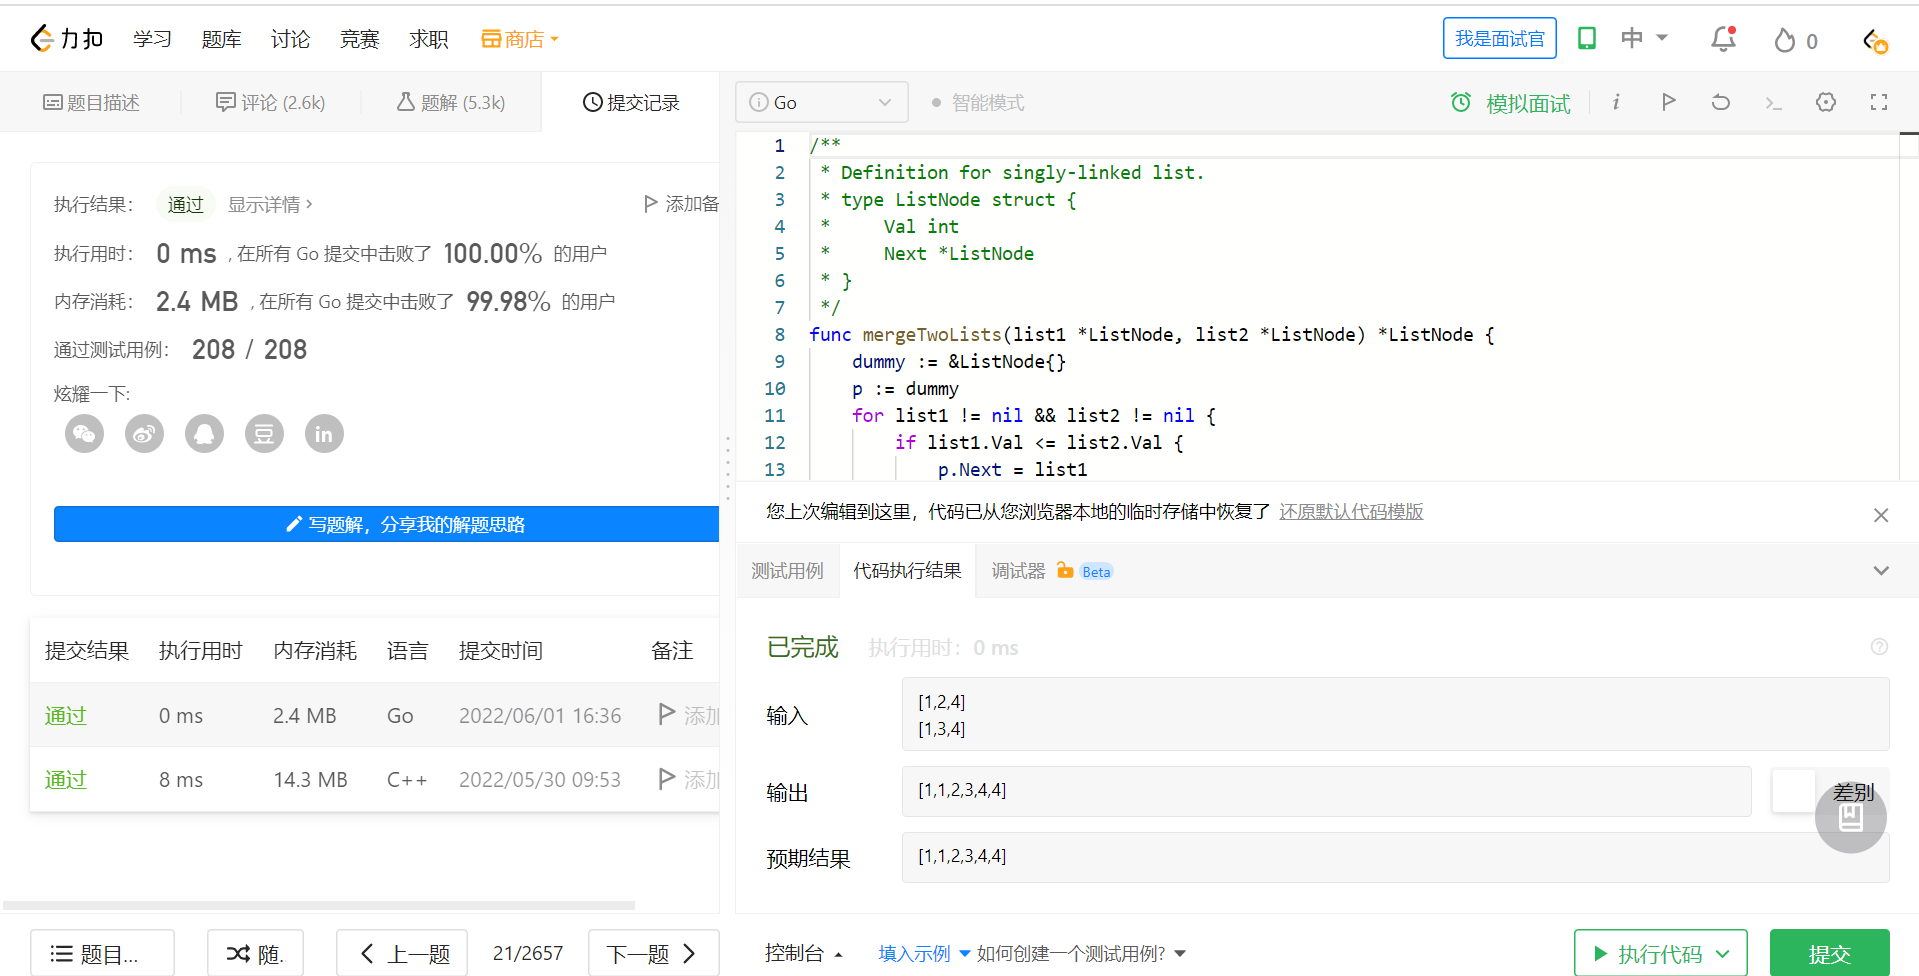 力扣 学习 题库 讨论 竞赛 求职 商店 我是面试官 中 0
题目描述 评论 (2.6k) 题解 (5.3k) 提交记录
执行结果： 通过 显示详情 › 添加备
执行用时： 0 ms ，在所有 Go 提交中击败了 100.00% 的用户
内存消耗： 2.4 MB ，在所有 Go 提交中击败了 99.98% 的用户
通过测试用例： 208 / 208
炫耀一下:
豆 in
写题解，分享我的解题思路
提交结果 执行用时 内存消耗 语言 提交时间 备注
通过 0 ms 2.4 MB Go 2022/06/01 16:36 添加
通过 8 ms 14.3 MB C++ 2022/05/30 09:53 添加
题目... 随. 上一题 21/2657 下一题
Go 智能模式 模拟面试 i
1 /**
2  * Definition for singly-linked list.
3  * type ListNode struct {
4  *     Val int
5  *     Next *ListNode
6  * }
7  */
8 func mergeTwoLists(list1 *ListNode, list2 *ListNode) *ListNode {
9     dummy := &ListNode{}
10     p := dummy
11     for list1 != nil && list2 != nil {
12         if list1.Val <= list2.Val {
13             p.Next = list1
您上次编辑到这里，代码已从您浏览器本地的临时存储中恢复了 还原默认代码模版
测试用例 代码执行结果 调试器 Beta
已完成 执行用时：0 ms
输入
[1,2,4]
[1,3,4]
输出 [1,1,2,3,4,4] 差别
预期结果 [1,1,2,3,4,4]
控制台 填入示例 如何创建一个测试用例? 执行代码 提交